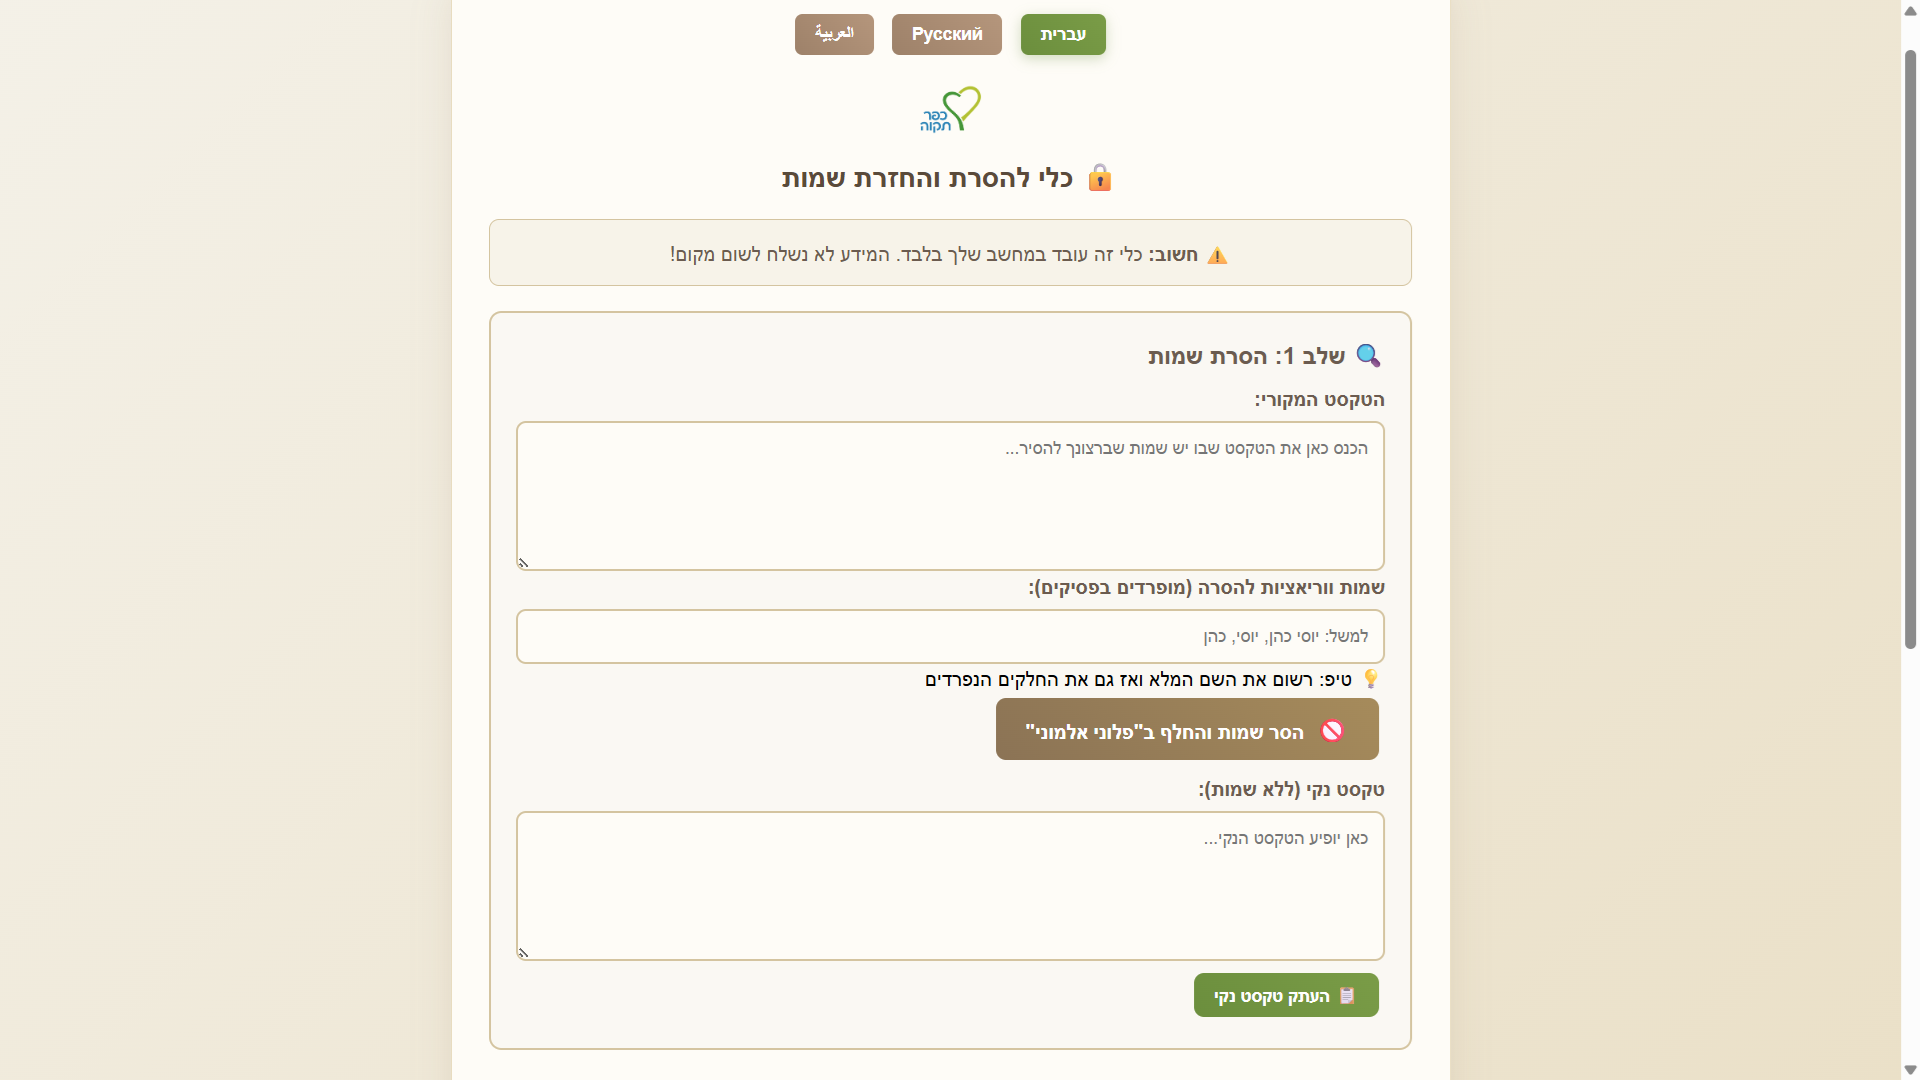 עברית
Русский
العربية
כפר
תקוה
כלי להסרת והחזרת שמות
חשוב: כלי זה עובד במחשב שלך בלבד. המידע לא נשלח לשום מקום!
שלב 1: הסרת שמות
הטקסט המקורי:
הכנס כאן את הטקסט שבו יש שמות שברצונך להסיר...
שמות ווריאציות להסרה (מופרדים בפסיקים):
למשל: יוסי כהן, יוסי, כהן
טיפ: רשום את השם המלא ואז גם את החלקים הנפרדים
הסר שמות והחלף ב"פלוני אלמוני"
טקסט נקי (ללא שמות):
כאן יופיע הטקסט הנקי...
העתק טקסט נקי